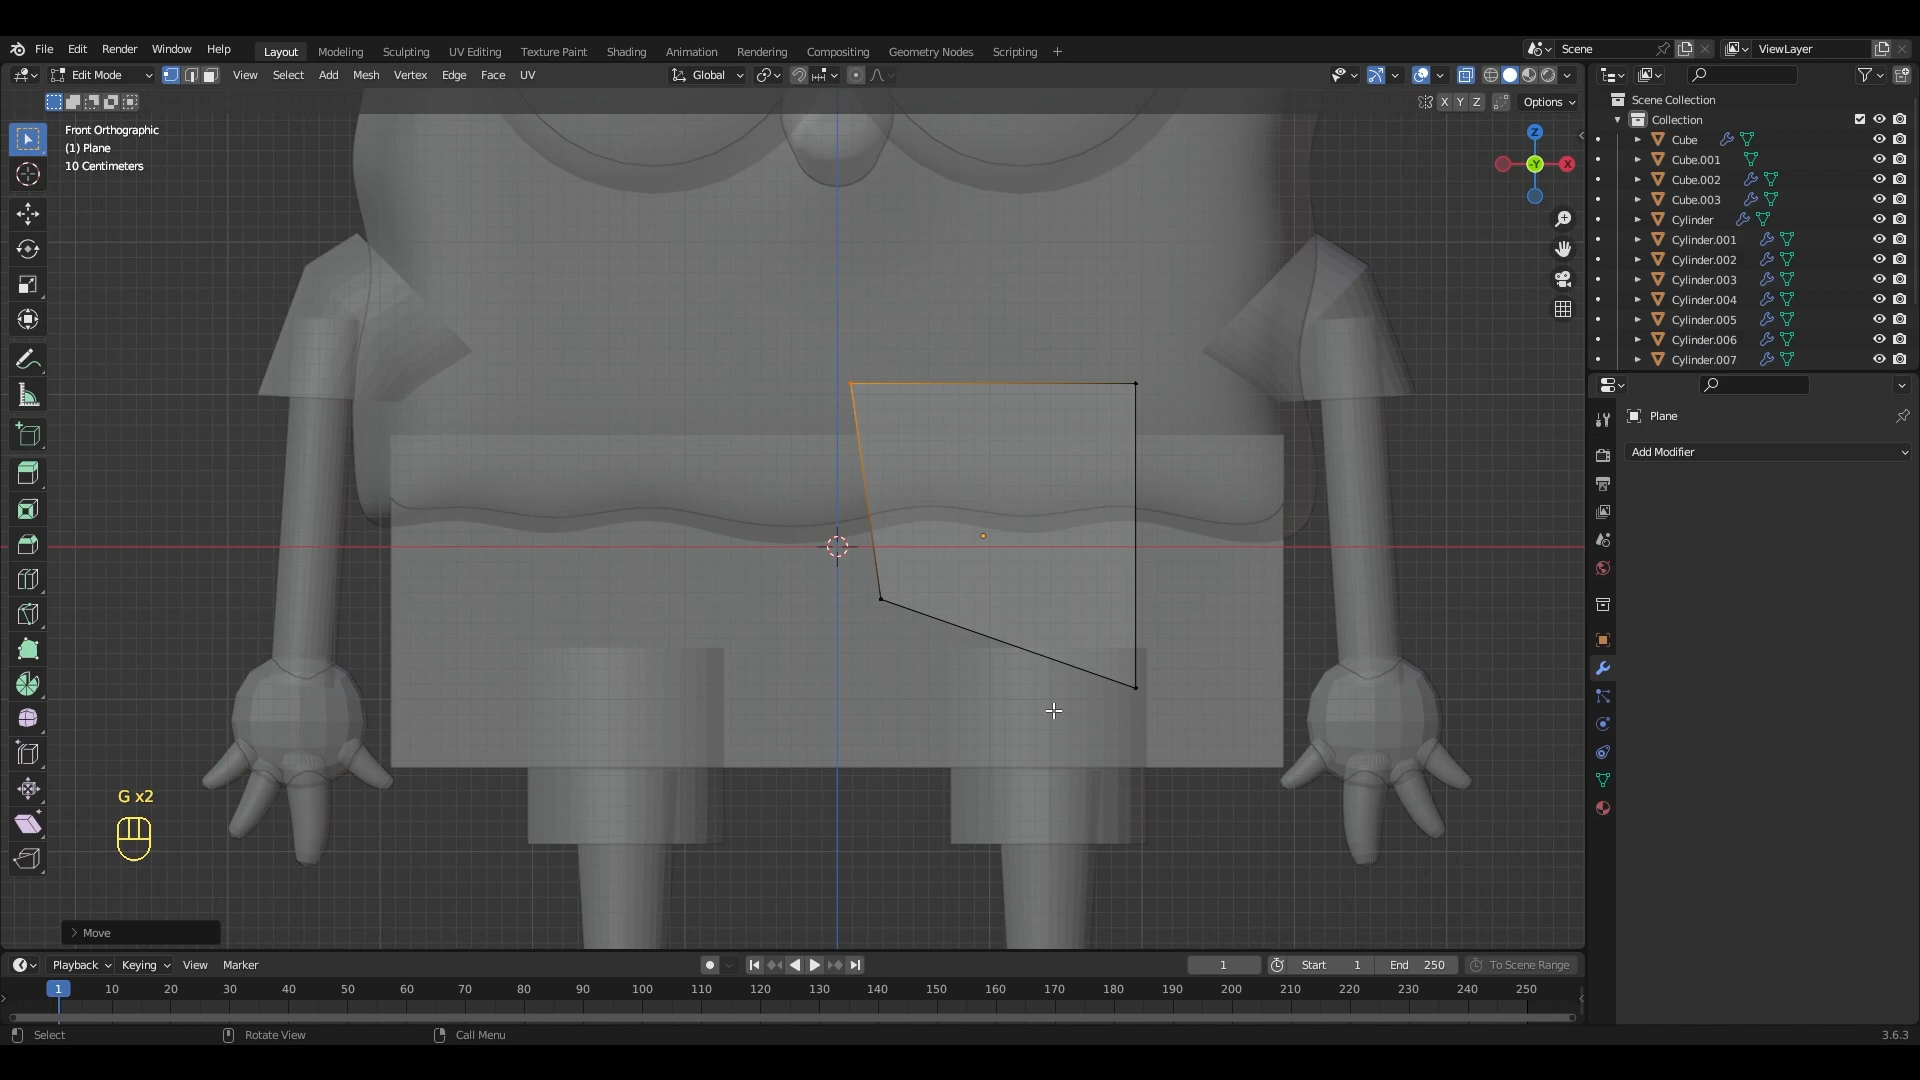 File Edit Render Window Help Layout Modeling Sculpting UV Editing Texture Paint Shading Animation Rendering Compositing Geometry Nodes Scripting + Scene ViewLayer
Edit Mode View Select Add Mesh Vertex Edge Face UV Global
X Y Z Options
Front Orthographic
(1) Plane
10 Centimeters
Z
Y
X
G x2
Move
Scene Collection
Collection
Cube
Cube.001
Cube.002
Cube.003
Cylinder
Cylinder.001
Cylinder.002
Cylinder.003
Cylinder.004
Cylinder.005
Cylinder.006
Cylinder.007
Plane
Add Modifier
Playback Keying View Marker 1 Start 1 End 250 To Scene Range
1 10 20 30 40 50 60 70 80 90 100 110 120 130 140 150 160 170 180 190 200 210 220 230 240 250
Select Rotate View Call Menu 3.6.3